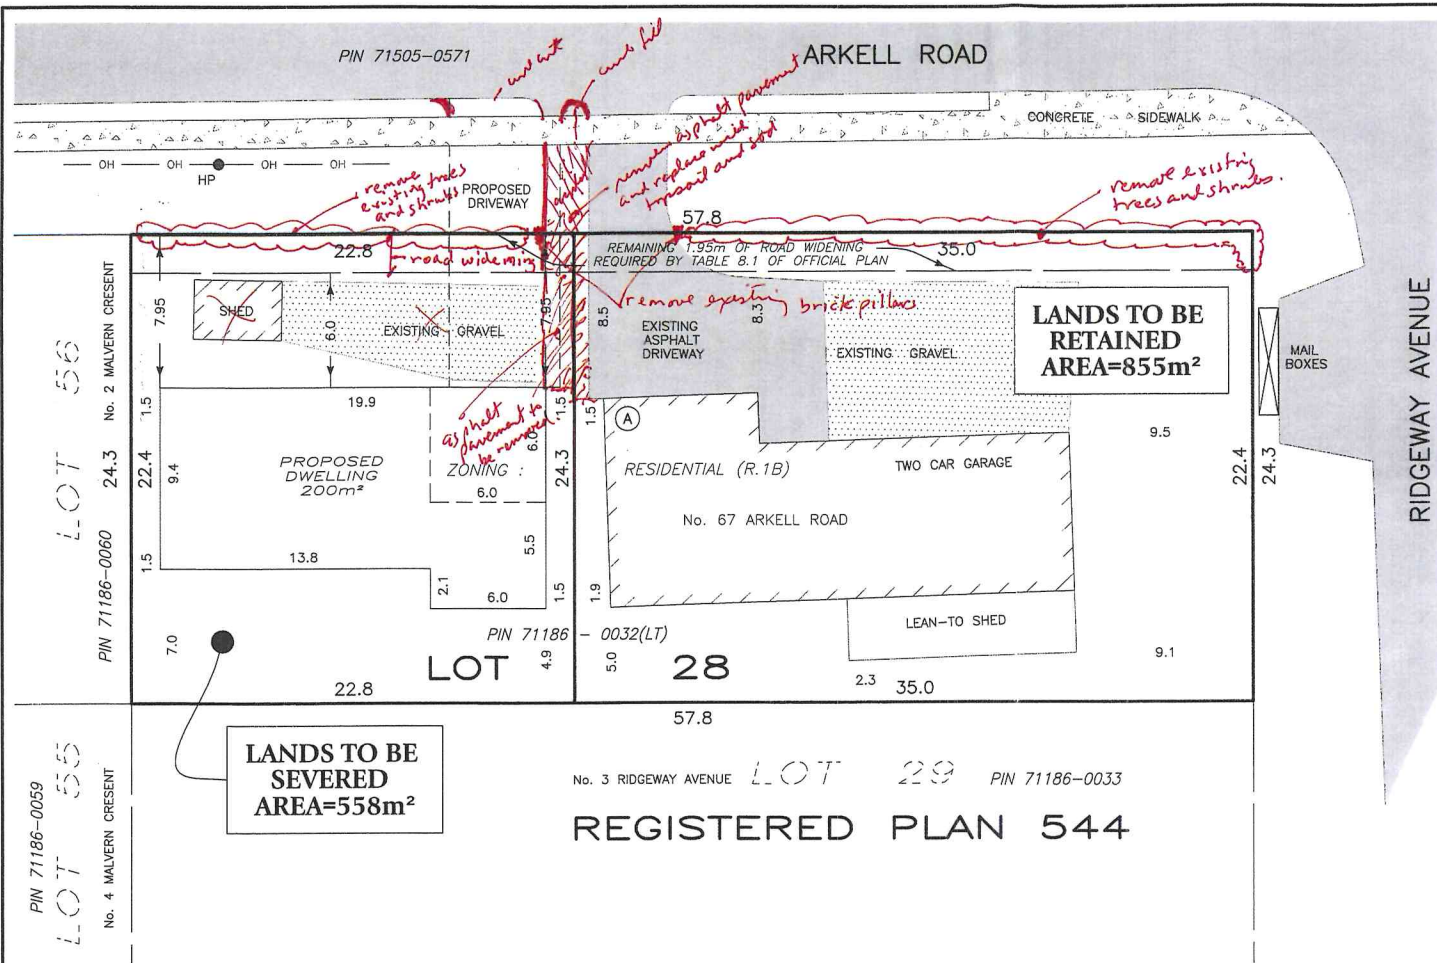 PIN 71505-0571
curb cut
curb fill
ARKELL ROAD
CONCRETE SIDEWALK
OH OH OH OH
HP
remove
existing trees
and shrubs
PROPOSED
DRIVEWAY
remove asphalt pavement
and replace with
topsoil and sod
remove existing
trees and shrubs.
57.8
22.8
road widening
REMAINING 1.95m OF ROAD WIDENING
REQUIRED BY TABLE 8.1 OF OFFICIAL PLAN
35.0
remove existing brick pillars
SHED
EXISTING GRAVEL
7.95
6.0
7.95
8.5
EXISTING
ASPHALT
DRIVEWAY
8.3
EXISTING GRAVEL
LANDS TO BE
RETAINED
AREA=855m²
MAIL
BOXES
RIDGEWAY AVENUE
LOT 56
No. 2 MALVERN CRESENT
PIN 71186-0060
24.3
22.4
1.5
9.4
1.5
19.9
asphalt
pavement to
be removed
1.5
6.0
1.5
A
9.5
PROPOSED
DWELLING
200m²
ZONING :
RESIDENTIAL (R.1B)
TWO CAR GARAGE
6.0
24.3
22.4
24.3
No. 67 ARKELL ROAD
13.8
5.5
2.1
6.0
1.5
1.9
LEAN-TO SHED
PIN 71186 - 0032(LT)
7.0
LOT 28
4.9
5.0
9.1
22.8
2.3
35.0
57.8
LANDS TO BE
SEVERED
AREA=558m²
No. 3 RIDGEWAY AVENUE LOT 29 PIN 71186-0033
REGISTERED PLAN 544
PIN 71186-0059
LOT 55
No. 4 MALVERN CRESENT